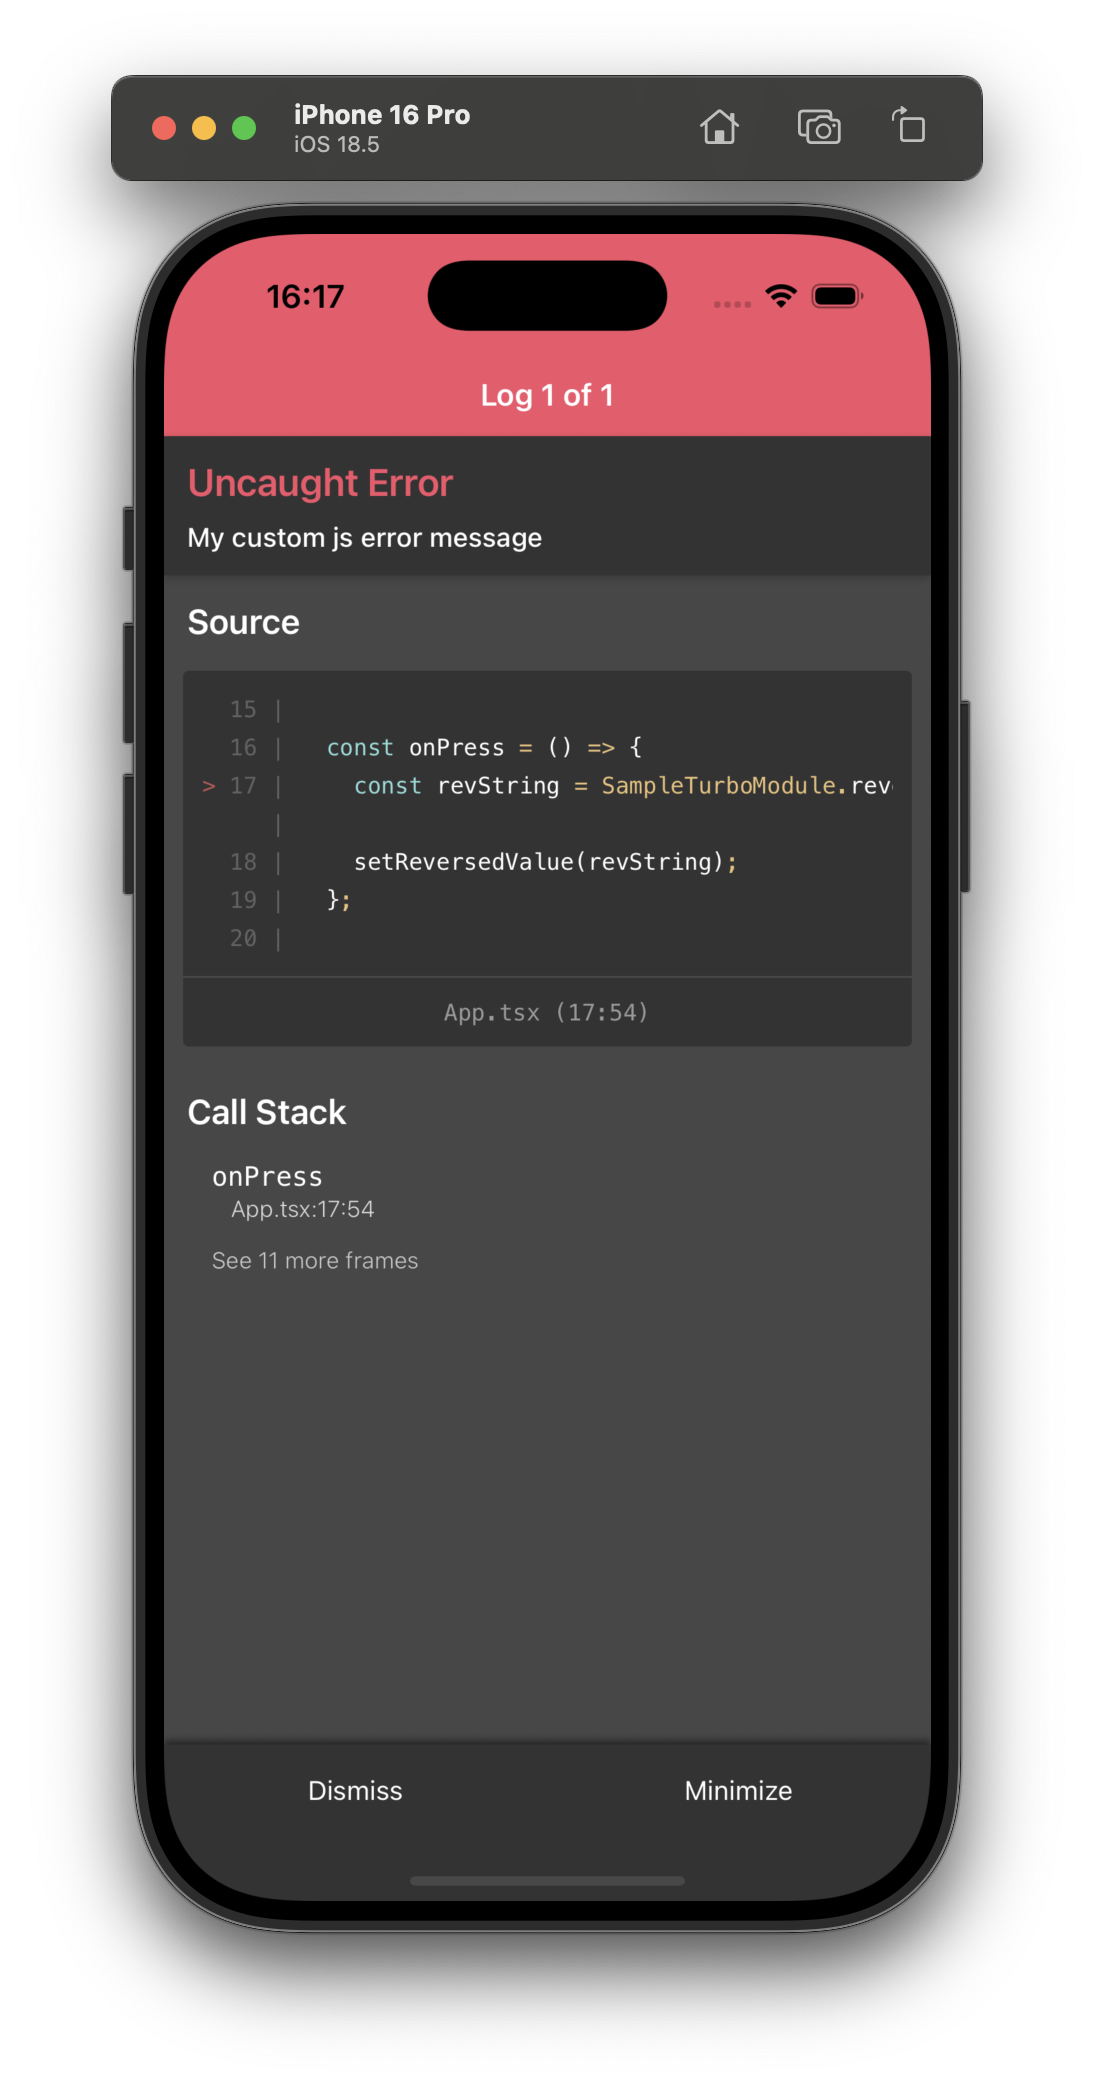 iPhone 16 Pro
iOS 18.5
16:17
Log 1 of 1
Uncaught Error
My custom js error message
Source
15 |
16 |   const onPress = () => {
> 17 |     const revString = SampleTurboModule.rev
|
18 |     setReversedValue(revString);
19 |   };
20 |
App.tsx (17:54)
Call Stack
onPress
App.tsx:17:54
See 11 more frames
Dismiss
Minimize